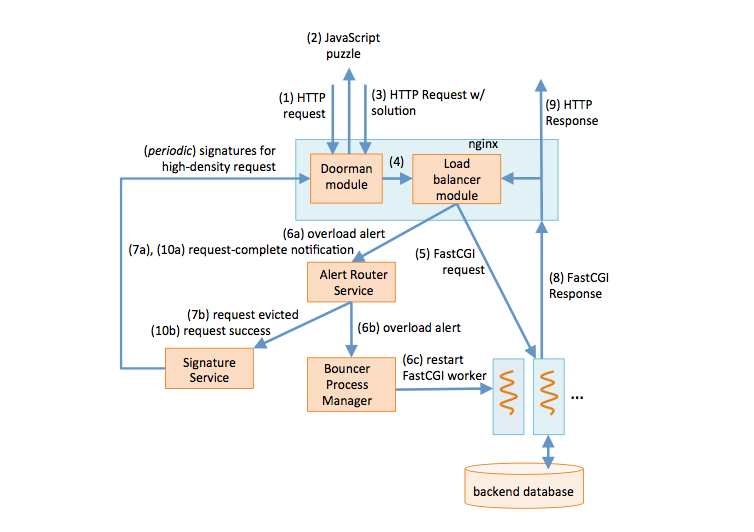 (2) JavaScript
puzzle
(1) HTTP
request
(3) HTTP Request w/
solution
(9) HTTP
Response
nginx
(periodic) signatures for
high-density request
Doorman
module
(4)
Load
balancer
module
(6a) overload alert
(7a), (10a) request-complete notification
(5) FastCGI
request
(8) FastCGI
Response
Alert Router
Service
(7b) request evicted
(10b) request success
(6b) overload alert
Signature
Service
Bouncer
Process
Manager
(6c) restart
FastCGI worker
...
backend database